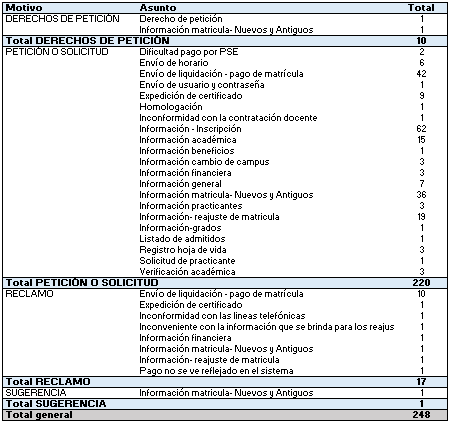 Motivo Asunto Total
DERECHOS DE PETICIÓN Derecho de petición 1
Información matricula- Nuevos y Antiguos 1
Total DERECHOS DE PETICIÓN 10
PETICIÓN O SOLICITUD Dificultad pago por PSE 2
Envío de horario 6
Envío de liquidación - pago de matrícula 42
Envío de usuario y contraseña 1
Expedición de certificado 9
Homologación 1
Inconformidad con la contratación docente 1
Información - Inscripción 62
Información académica 15
Información beneficios 1
Información cambio de campus 3
Información financiera 3
Información general 7
Información matricula- Nuevos y Antiguos 36
Información practicantes 3
Información- reajuste de matricula 19
Información-grados 1
Listado de admitidos 1
Registro hoja de vida 3
Solicitud de practicante 1
Verificación académica 3
Total PETICIÓN O SOLICITUD 220
RECLAMO Envío de liquidación - pago de matrícula 10
Expedición de certificado 1
Inconformidad con las lineas telefónicas 1
Inconveniente con la información que se brinda para los reajus 1
Información financiera 1
Información matricula- Nuevos y Antiguos 1
Información- reajuste de matricula 1
Pago no se ve reflejado en el sistema 1
Total RECLAMO 17
SUGERENCIA Información matricula- Nuevos y Antiguos 1
Total SUGERENCIA 1
Total general 248